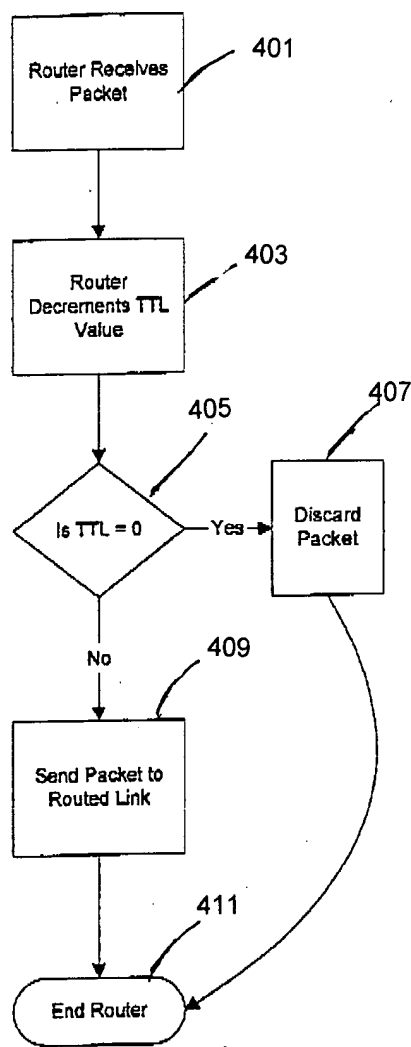 401
Router Receives
Packet
403
Router
Decrements TTL
Value
405
407
Is TTL = 0
Yes
Discard
Packet
No
409
Send Packet to
Routed Link
411
End Router